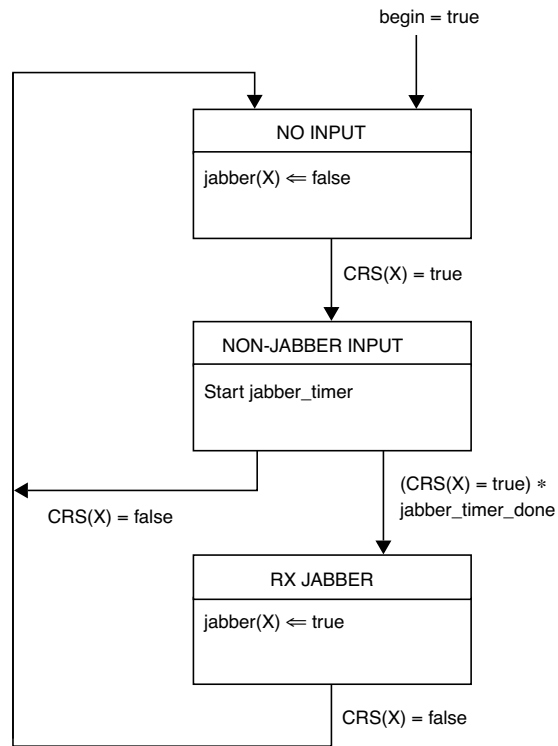 begin = true
NO INPUT
jabber(X) ⇐ false
CRS(X) = true
NON-JABBER INPUT
Start jabber_timer
(CRS(X) = true) *
jabber_timer_done
CRS(X) = false
RX JABBER
jabber(X) ⇐ true
CRS(X) = false